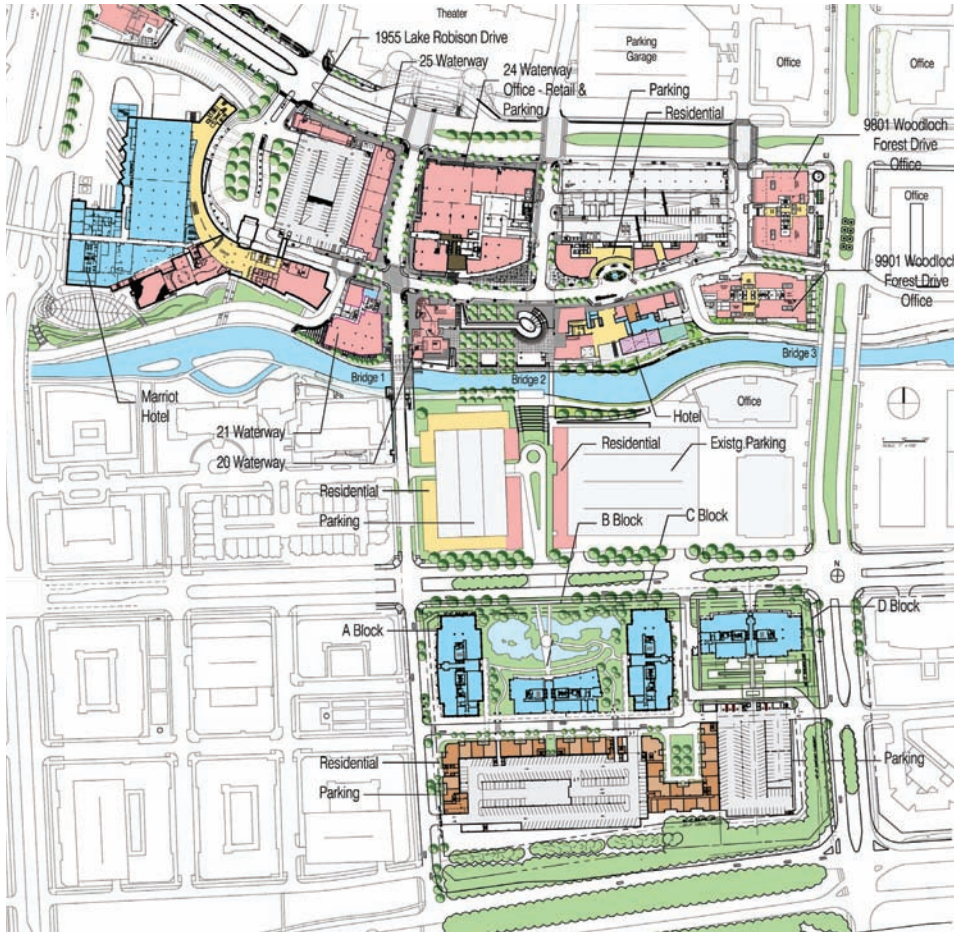 Theater
1955 Lake Robison Drive
25 Waterway
24 Waterway
Office - Retail &
Parking
Parking
Garage
Office
Office
Parking
Residential
9801 Woodloch
Forest Drive
Office
Office
9901 Woodloch
Forest Drive
Office
Bridge 1
Bridge 2
Bridge 3
Marriot
Hotel
21 Waterway
20 Waterway
Hotel
Office
Residential
Existg.Parking
Residential
Parking
B Block
C Block
N
A Block
D Block
Residential
Parking
Parking